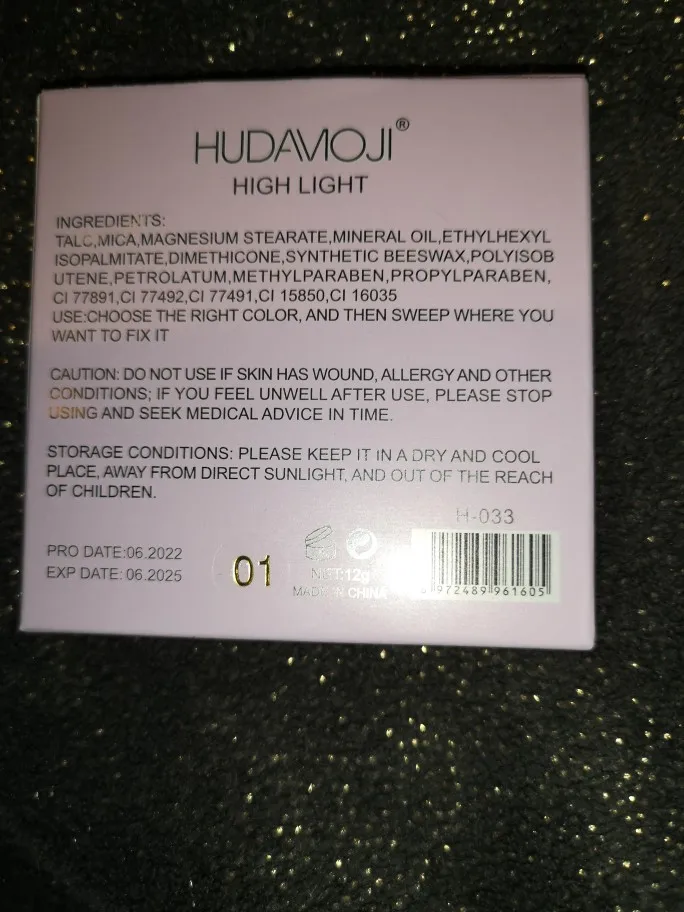 HUDAMOJI®
HIGH LIGHT
INGREDIENTS:
TALC,MICA,MAGNESIUM STEARATE,MINERAL OIL,ETHYLHEXYL
ISOPALMITATE,DIMETHICONE,SYNTHETIC BEESWAX,POLYISOB
UTENE,PETROLATUM,METHYLPARABEN,PROPYLPARABEN,
CI 77891,CI 77492,CI 77491,CI 15850,CI 16035
USE:CHOOSE THE RIGHT COLOR, AND THEN SWEEP WHERE YOU
WANT TO FIX IT
CAUTION: DO NOT USE IF SKIN HAS WOUND, ALLERGY AND OTHER
CONDITIONS; IF YOU FEEL UNWELL AFTER USE, PLEASE STOP
USING AND SEEK MEDICAL ADVICE IN TIME.
STORAGE CONDITIONS: PLEASE KEEP IT IN A DRY AND COOL
PLACE, AWAY FROM DIRECT SUNLIGHT, AND OUT OF THE REACH
OF CHILDREN.
H-033
PRO DATE:06.2022
EXP DATE: 06.2025
01
NET:12g
MADE IN CHINA
972489 961605